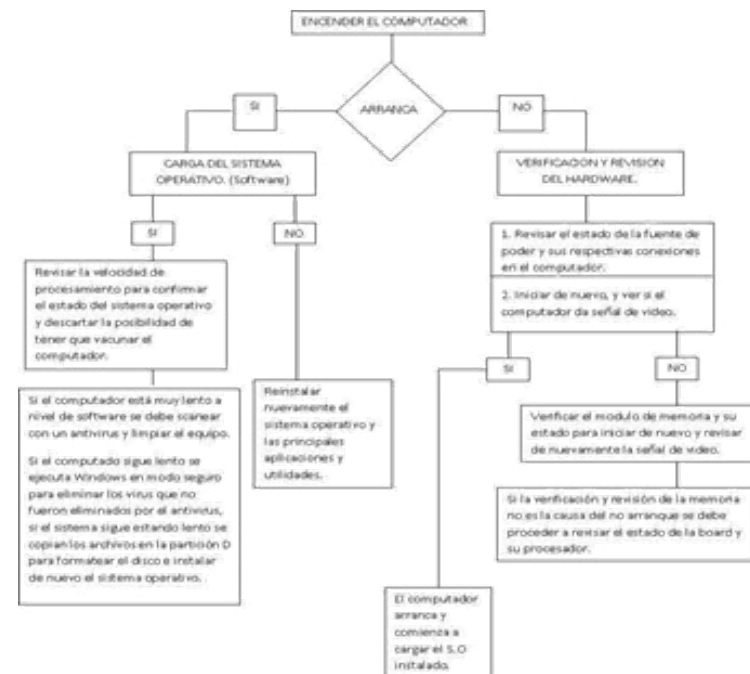 ENCENDER EL COMPUTADOR
ARRANCA
SI
NO
CARGA DEL SISTEMA
OPERATIVO. (Software)
VERIFICACION Y REVISION
DEL HARDWARE.
SI
NO
Revisar la velocidad de
procesamiento para confirmar
el estado del sistema operativo
y descartar la posibilidad de
tener que vacunar el
computador.
Si el computador está muy lento a
nivel de software se debe scanear
con un antivirus y limpiar el equipo.
Si el computado sigue lento se
ejecuta Windows en modo seguro
para eliminar los virus que no
fueron eliminados por el antivirus,
si el sistema sigue estando lento se
copian los archivos en la partición D
para formatear el disco e instalar
de nuevo el sistema operativo.
Reinstalar
nuevamente el
sistema operativo y
las principales
aplicaciones y
utilidades.
1. Revisar el estado de la fuente de
poder y sus respectivas conexiones
en el computador.
2. Iniciar de nuevo, y ver si el
computador da señal de video.
SI
NO
Verificar el modulo de memoria y su
estado para iniciar de nuevo y revisar
de nuevamente la señal de video.
Si la verificación y revisión de la memoria
no es la causa del no arranque se debe
proceder a revisar el estado de la board y
su procesador.
El computador
arranca y
comienza a
cargar el S.O
instalado.